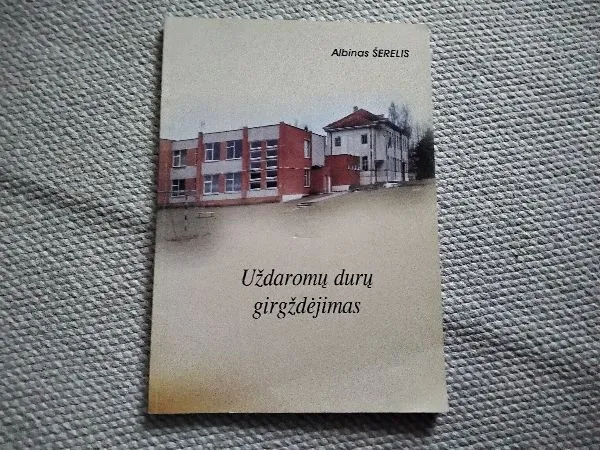 Albinas ŠERELIS
Uždaromų durų
girgždėjimas